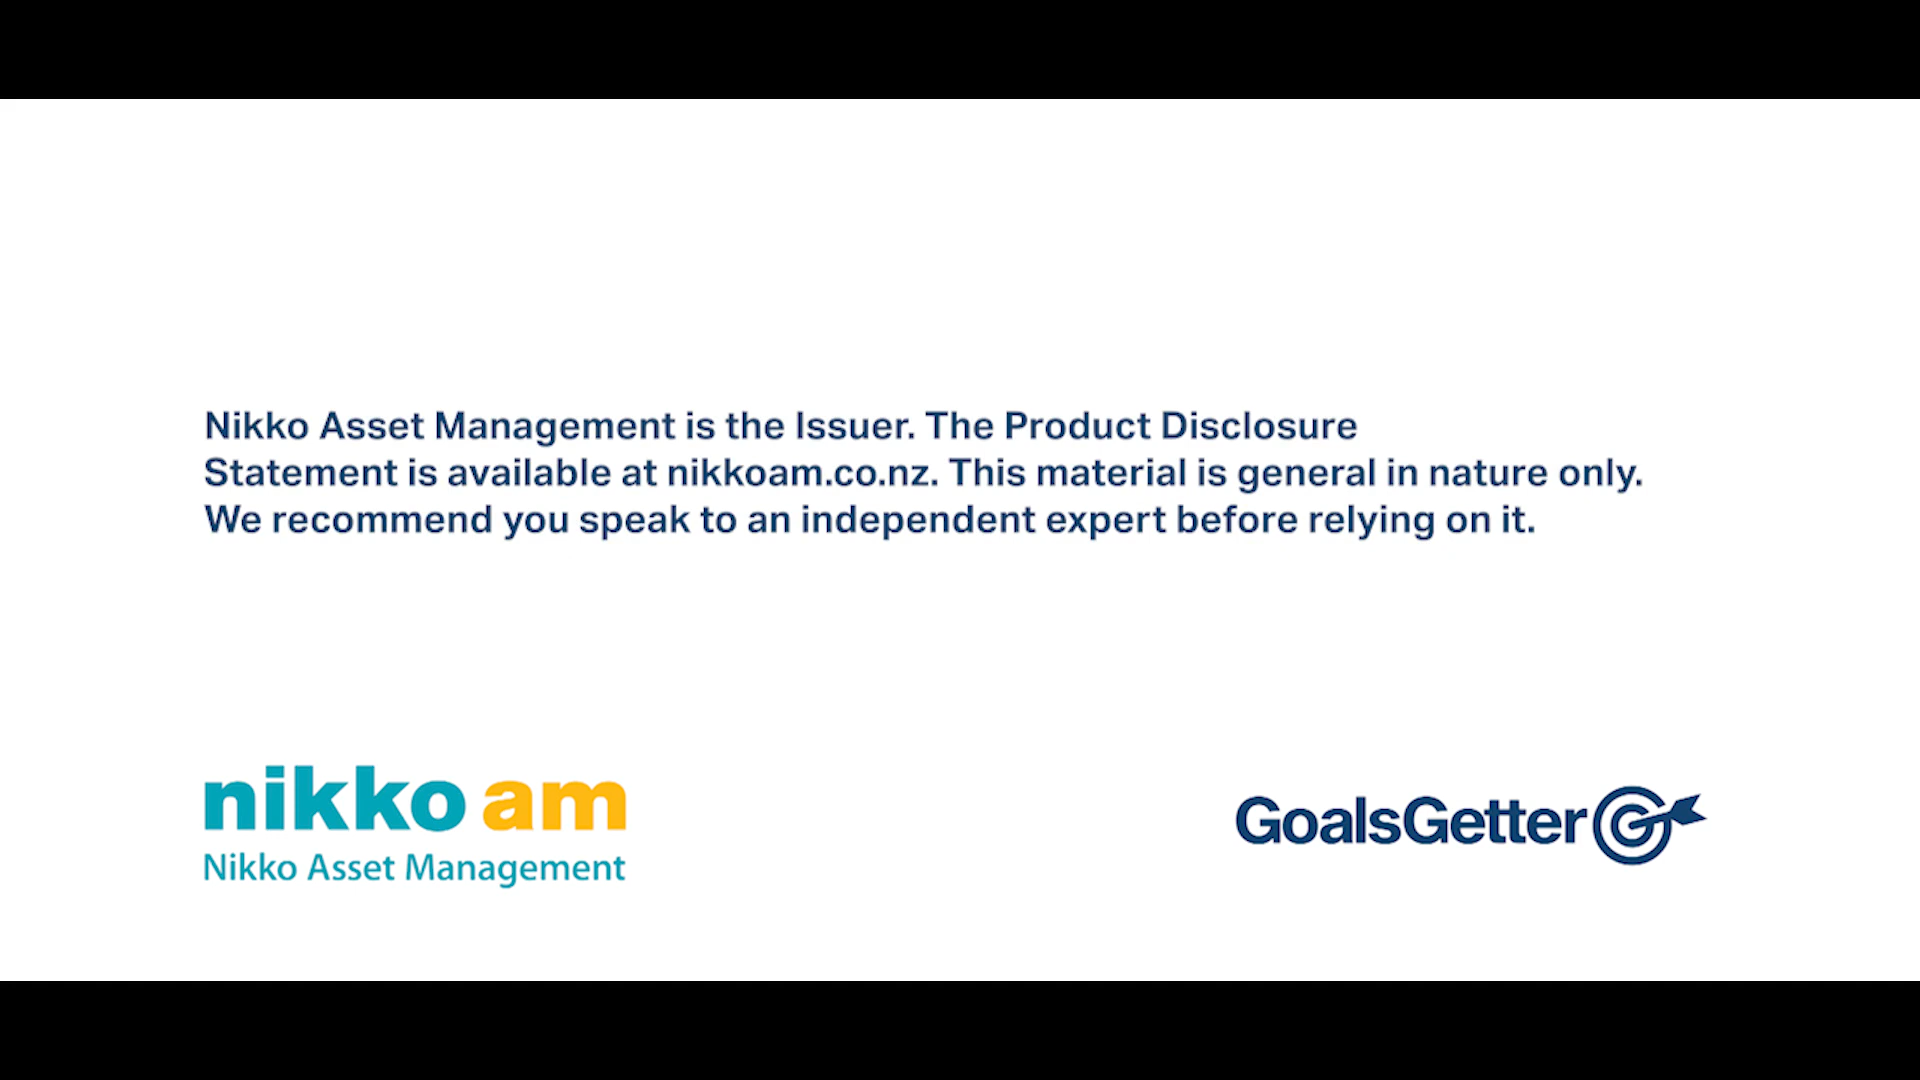 Nikko Asset Management is the Issuer. The Product Disclosure
Statement is available at nikkoam.co.nz. This material is general in nature only.
We recommend you speak to an independent expert before relying on it.
nikko am
Nikko Asset Management
GoalsGetter